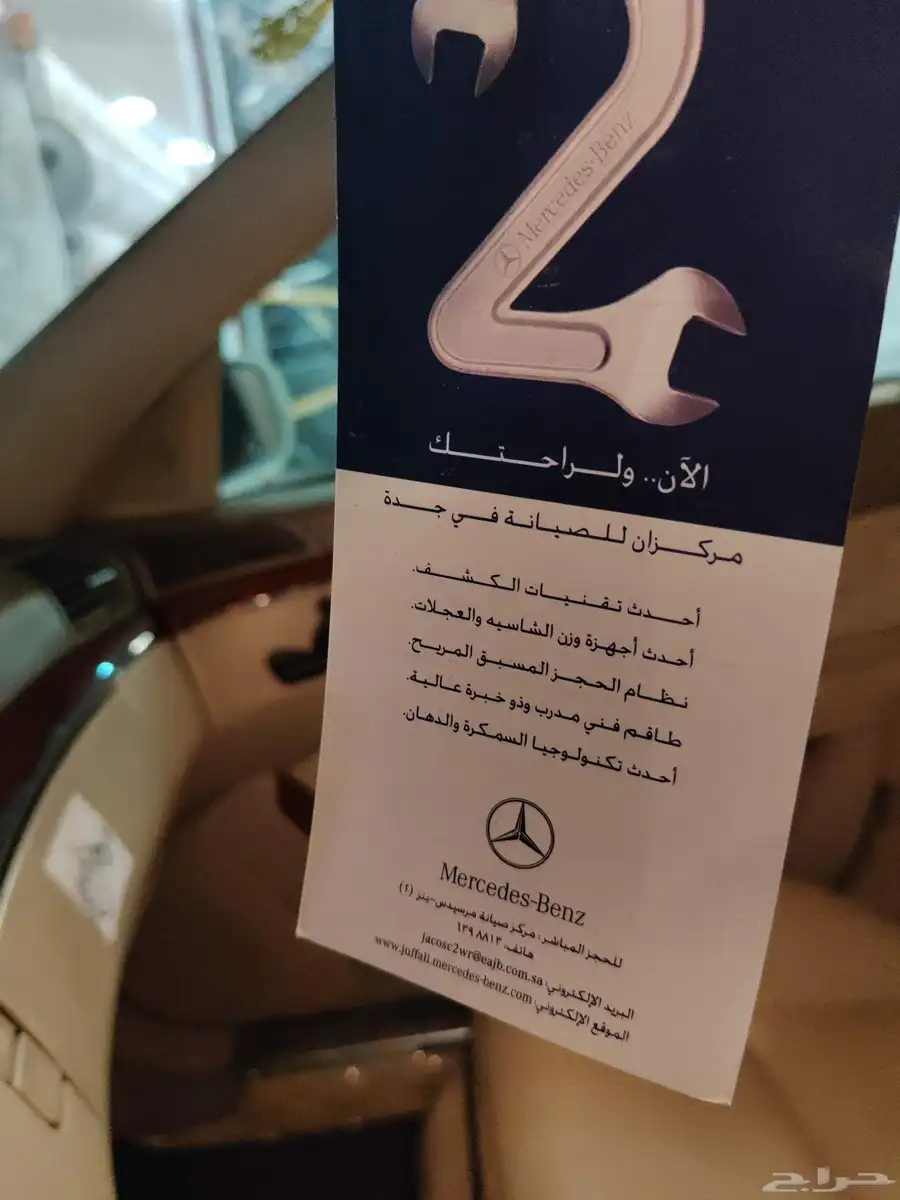 2
Mercedes-Benz
الآن.. ولراحتك
مركزان للصيانة في جدة
أحدث تقنيات الكشف.
أحدث أجهزة وزن الشاسيه والعجلات.
نظام الحجز المسبق المريح.
طاقم فني مدرب وذو خبرة عالية.
أحدث تكنولوجيا السمكرة والدهان.
Mercedes-Benz
للحجز المباشر: مركز صيانة مرسيدس-بنز (٢)
هاتف: ٦٣٩٨٨١٣
البريد الإلكتروني: jacosc2wr@eajb.com.sa
الموقع الإلكتروني: www.juffali.mercedes-benz.com
حراج